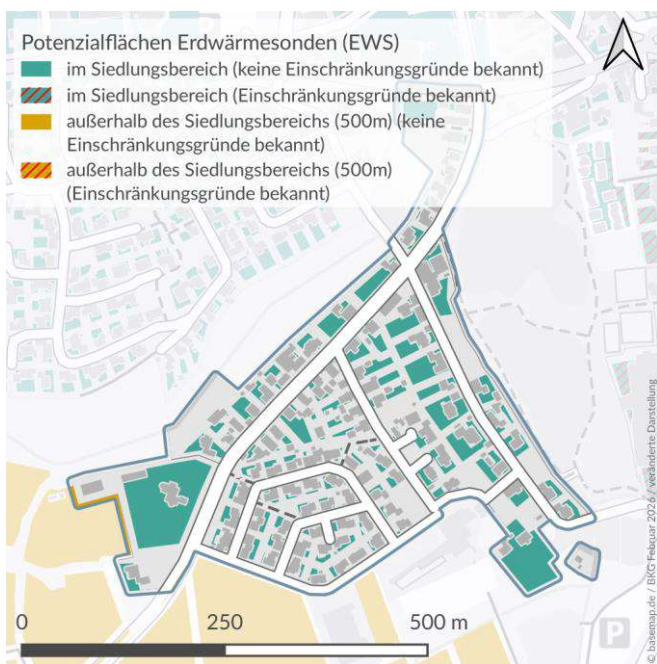 Potenzialflächen Erdwärmesonden (EWS)
im Siedlungsbereich (keine Einschränkungsgründe bekannt)
im Siedlungsbereich (Einschränkungsgründe bekannt)
außerhalb des Siedlungsbereichs (500m) (keine
Einschränkungsgründe bekannt)
außerhalb des Siedlungsbereichs (500m)
(Einschränkungsgründe bekannt)
© basemap.de / BKG Februar 2026 / veränderte Darstellung
0
250
500 m
P